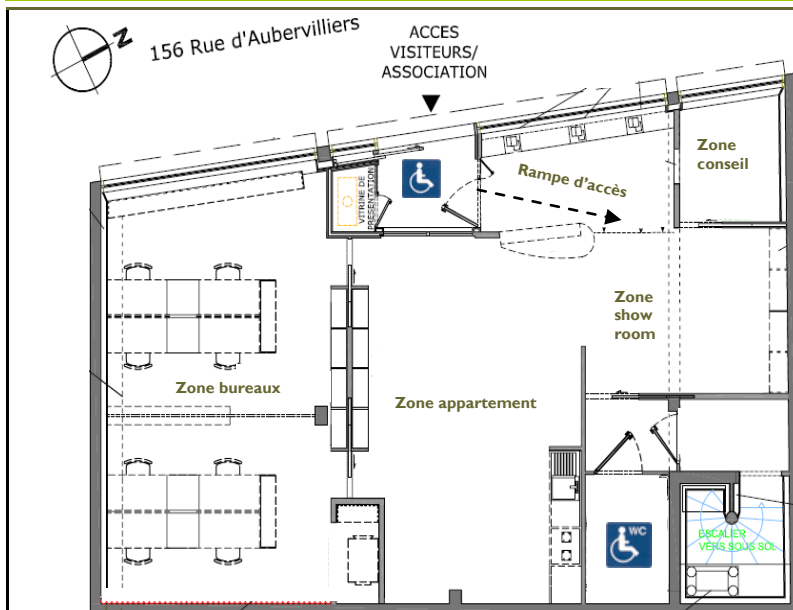 N
156 Rue d'Aubervilliers
ACCES
VISITEURS/
ASSOCIATION
Zone
conseil
VITRINE DE
PRESENTATION
Rampe d'accès
Zone
show
room
Zone bureaux
Zone appartement
WC
ESCALIER
VERS SOUS SOL